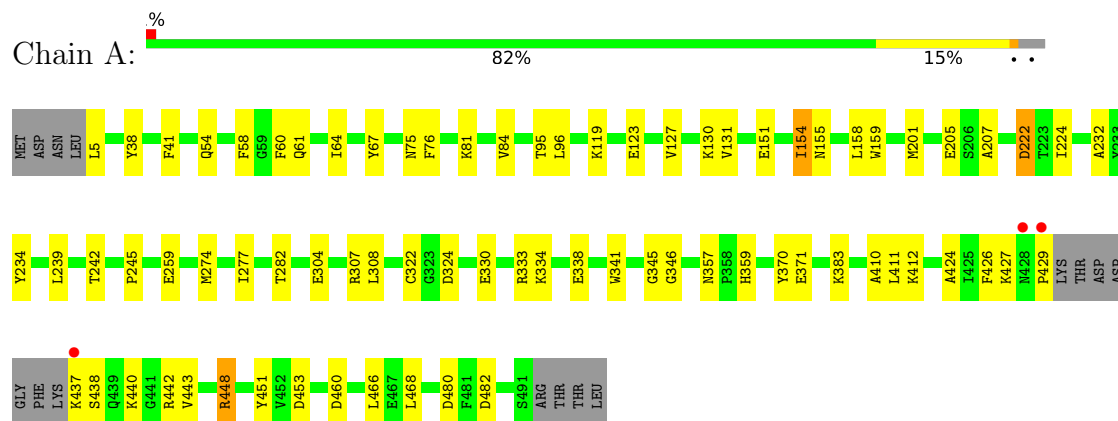 .%
Chain A:
82% 15% . .
MET ASP ASN LEU L5 Y38 F41 Q54 F58 G59 F60 Q61 I64 Y67 N75 F76 K81 V84 T95 L96 K119 E123 V127 K130 V131 E151 I154 N155 L158 W159 M201 E205 S206 A207 D222 T223 I224 A232 Y233
Y234 L239 T242 P245 E259 M274 I277 T282 E304 R307 L308 C322 G323 D324 E330 R333 K334 E338 W341 G345 G346 N357 P358 H359 Y370 E371 K383 A410 L411 K412 A424 I425 F426 K427 N428 P429 LYS THR ASP ASP
GLY PHE LYS K437 S438 Q439 K440 G441 R442 V443 R448 Y451 V452 D453 D460 L466 E467 L468 D480 F481 D482 S491 ARG THR THR LEU